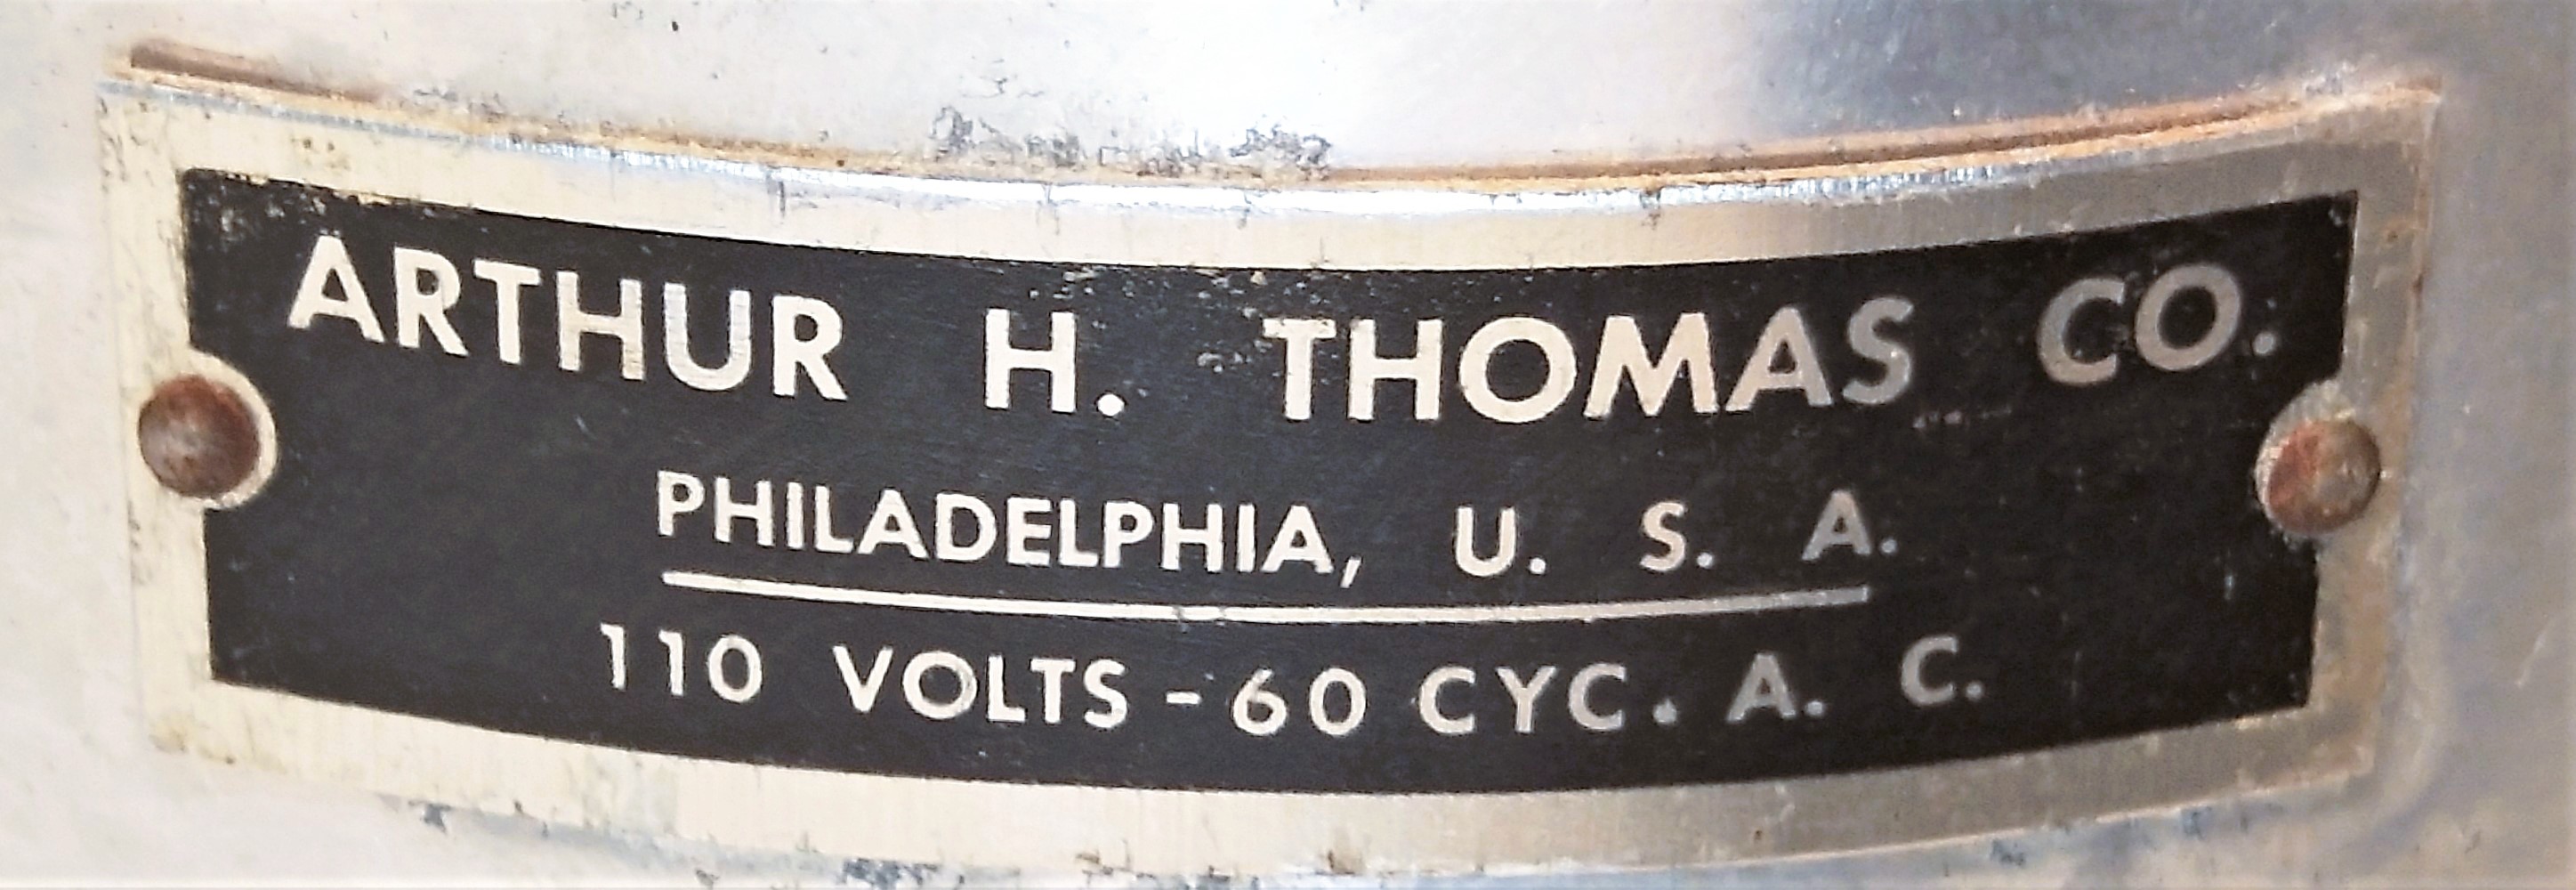 ARTHUR H. THOMAS CO.
PHILADELPHIA, U. S. A.
110 VOLTS - 60 CYC. A. C.